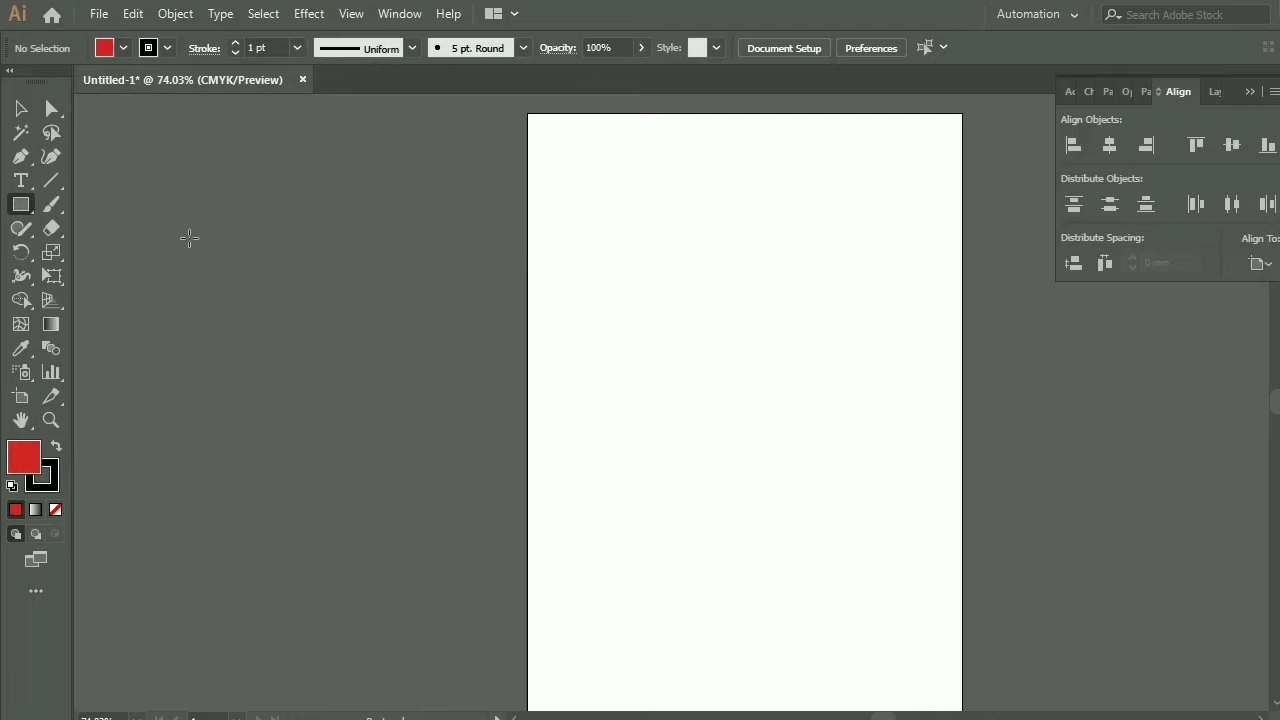 Ai File Edit Object Type Select Effect View Window Help Automation Search Adobe Stock
No Selection Stroke: 1 pt Uniform 5 pt. Round Opacity: 100% Style: Document Setup Preferences
Untitled-1* @ 74.03% (CMYK/Preview) ×
Align
Align Objects:
Distribute Objects:
Distribute Spacing: Align To:
0 mm